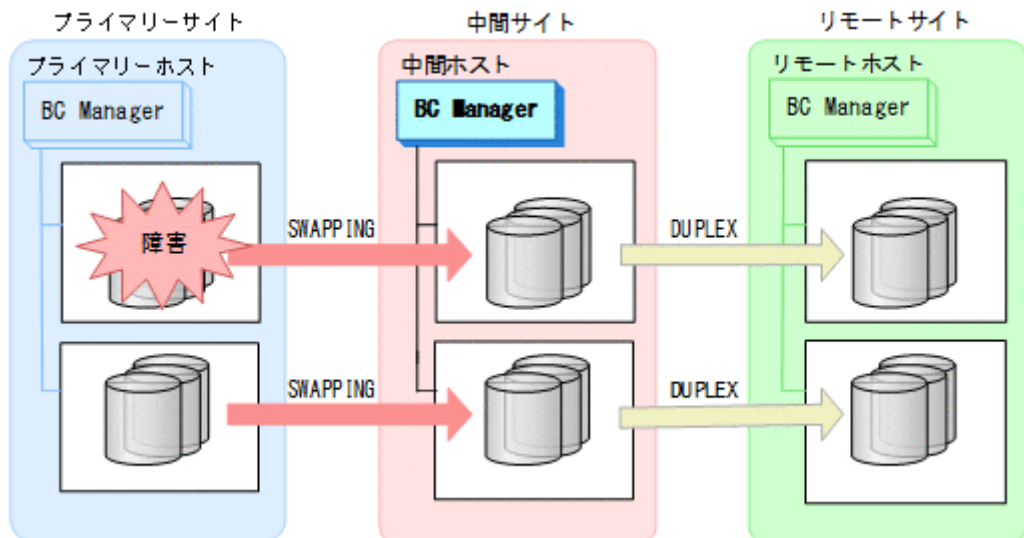 プライマリーサイト
中間サイト
リモートサイト
プライマリーホスト
中間ホスト
リモートホスト
BC Manager
BC Manager
BC Manager
障害
SWAPPING
DUPLEX
SWAPPING
DUPLEX